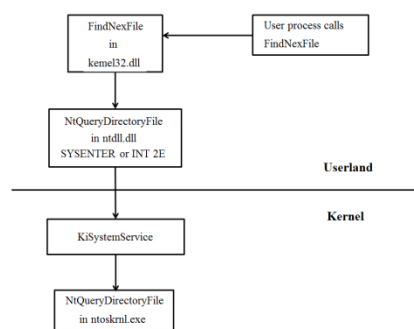 FindNexFile
in
kemel32.dll
User process calls
FindNexFile
NtQueryDirectoryFile
in ntdll.dll
SYSENTER or INT 2E
Userland
Kernel
KiSystemService
NtQueryDirectoryFile
in ntoskrnl.exe